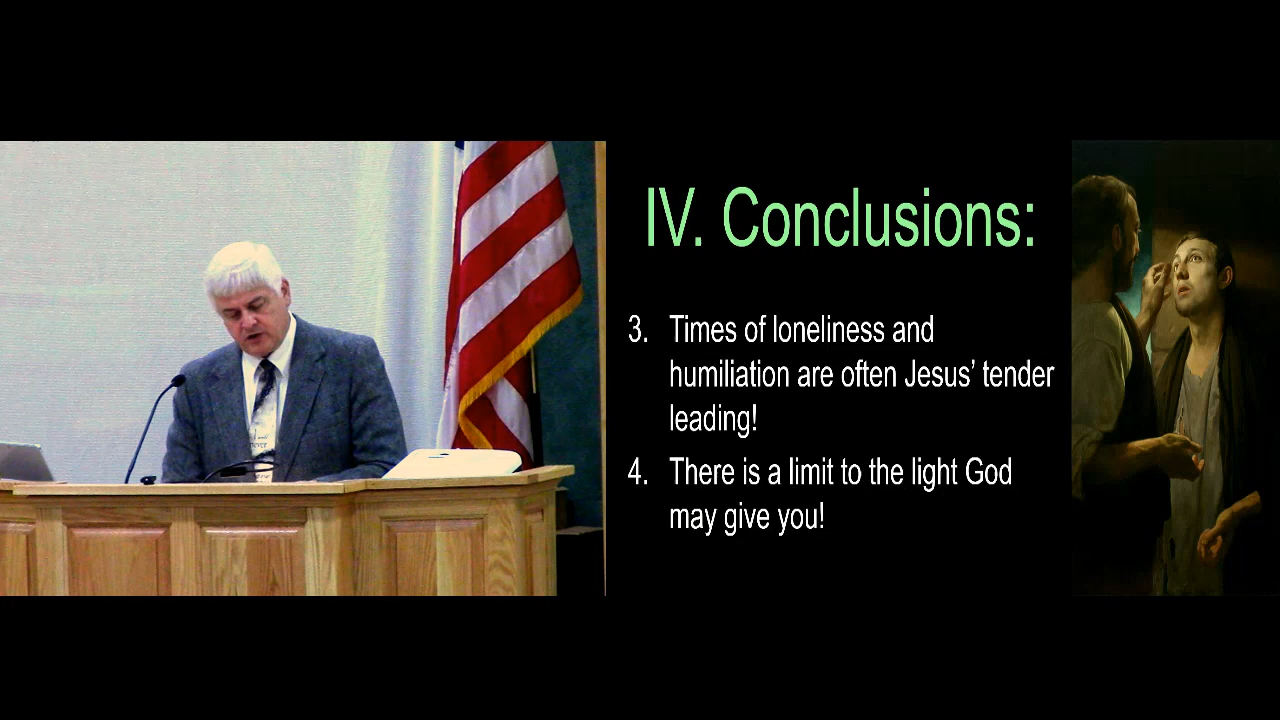 IV. Conclusions:
3. Times of loneliness and
humiliation are often Jesus’ tender
leading!
4. There is a limit to the light God
may give you!